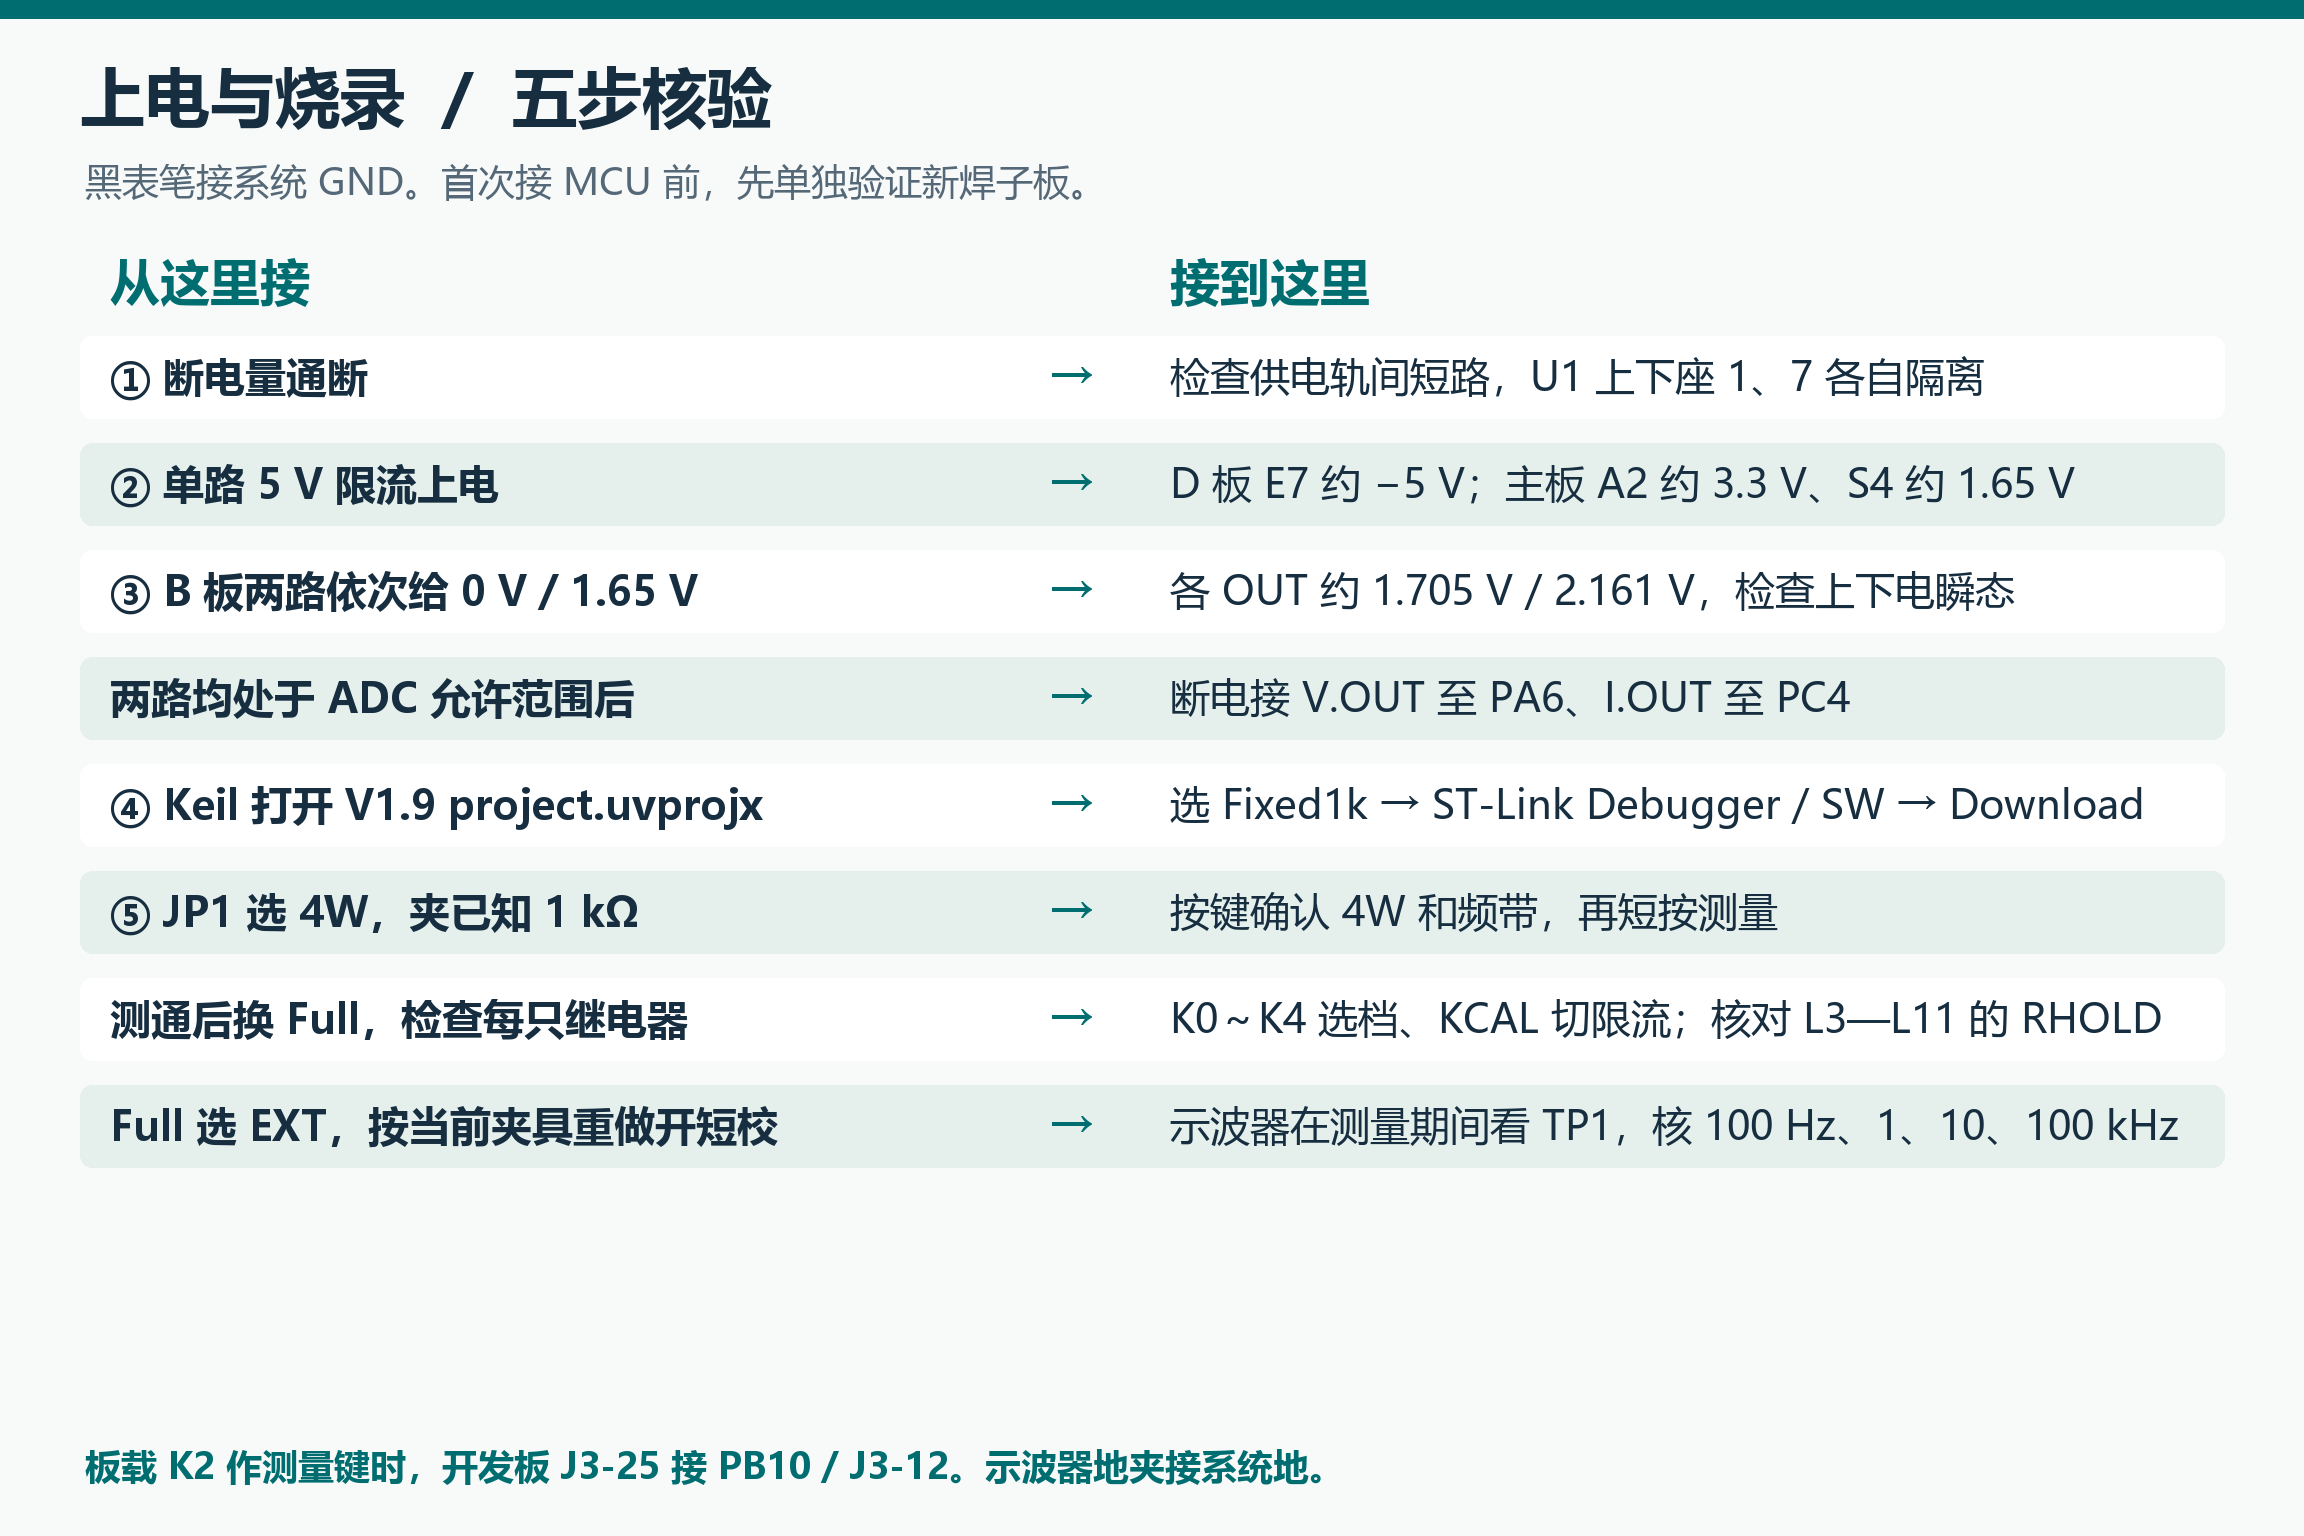 上电与烧录 / 五步核验
黑表笔接系统 GND。首次接 MCU 前，先单独验证新焊子板。
从这里接 接到这里
① 断电量通断 → 检查供电轨间短路，U1 上下座 1、7 各自隔离
② 单路 5 V 限流上电 → D 板 E7 约 −5 V；主板 A2 约 3.3 V、S4 约 1.65 V
③ B 板两路依次给 0 V / 1.65 V → 各 OUT 约 1.705 V / 2.161 V，检查上下电瞬态
两路均处于 ADC 允许范围后 → 断电接 V.OUT 至 PA6、I.OUT 至 PC4
④ Keil 打开 V1.9 project.uvprojx → 选 Fixed1k → ST-Link Debugger / SW → Download
⑤ JP1 选 4W，夹已知 1 kΩ → 按键确认 4W 和频带，再短按测量
测通后换 Full，检查每只继电器 → K0～K4 选档、KCAL 切限流；核对 L3—L11 的 RHOLD
Full 选 EXT，按当前夹具重做开短校 → 示波器在测量期间看 TP1，核 100 Hz、1、10、100 kHz
板载 K2 作测量键时，开发板 J3-25 接 PB10 / J3-12。示波器地夹接系统地。